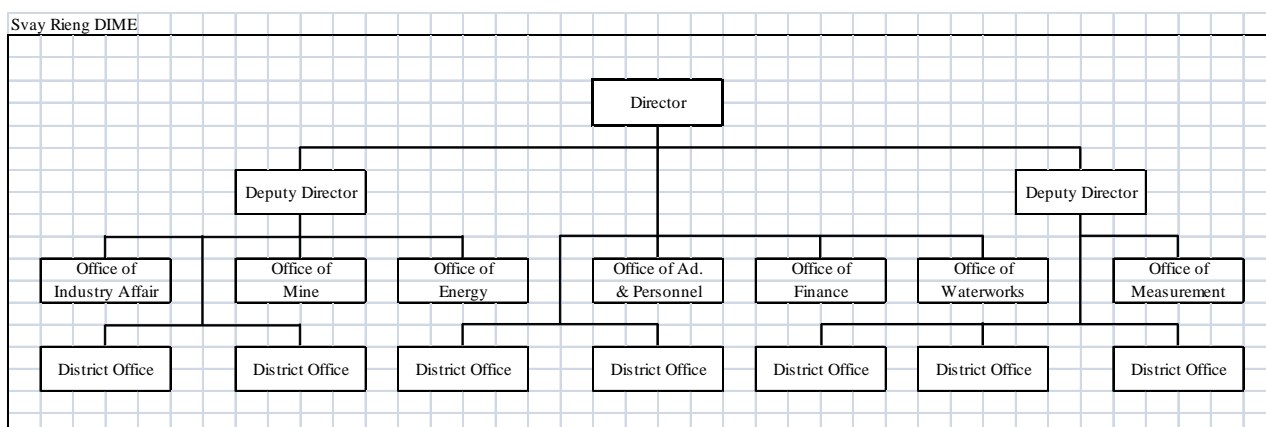 Svay Rieng DIME
Director
Deputy Director
Deputy Director
Office of
Industry Affair
Office of
Mine
Office of
Energy
Office of Ad.
& Personnel
Office of
Finance
Office of
Waterworks
Office of
Measurement
District Office
District Office
District Office
District Office
District Office
District Office
District Office